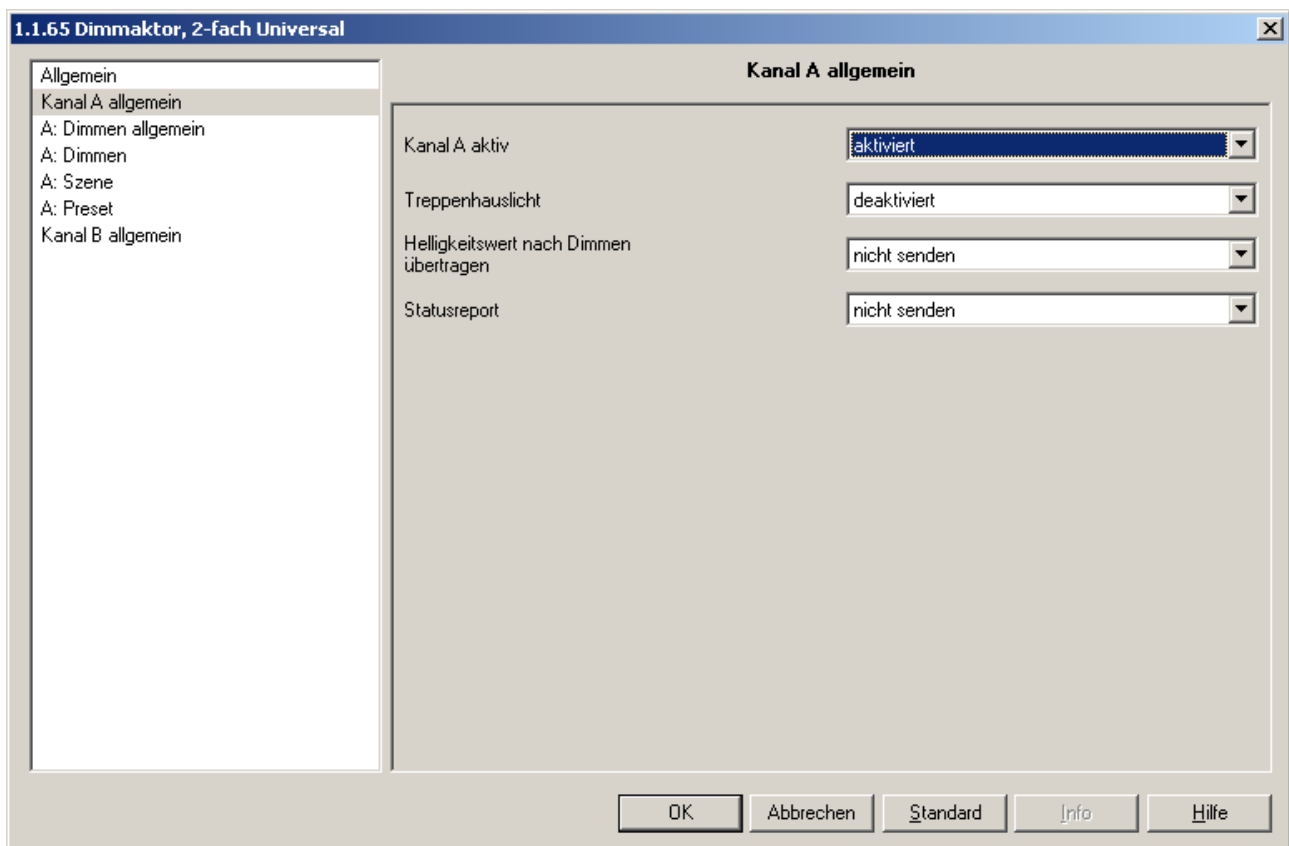 1.1.65 Dimmaktor, 2-fach Universal
Allgemein
Kanal A allgemein
A: Dimmen allgemein
A: Dimmen
A: Szene
A: Preset
Kanal B allgemein
Kanal A allgemein
Kanal A aktiv
aktiviert
Treppenhauslicht
deaktiviert
Helligkeitswert nach Dimmen
übertragen
nicht senden
Statusreport
nicht senden
OK
Abbrechen
Standard
Info
Hilfe